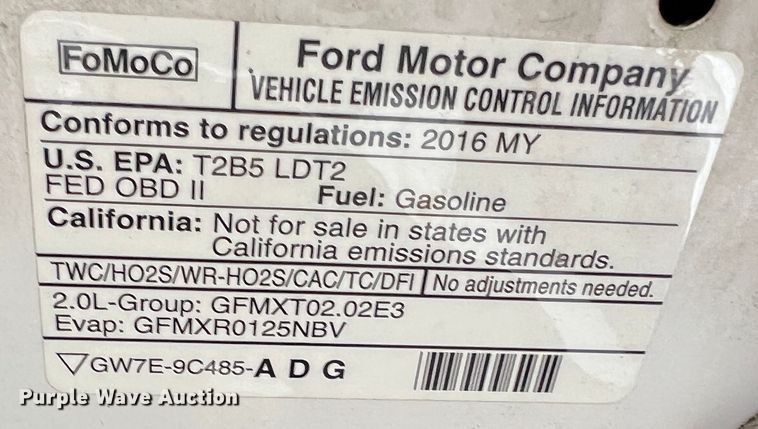 FoMoCo
Ford Motor Company
VEHICLE EMISSION CONTROL INFORMATION
Conforms to regulations: 2016 MY
U.S. EPA: T2B5 LDT2
FED OBD II Fuel: Gasoline
California: Not for sale in states with
California emissions standards.
TWC/HO2S/WR-HO2S/CAC/TC/DFI No adjustments needed.
2.0L-Group: GFMXT02.02E3
Evap: GFMXR0125NBV
GW7E-9C485-A D G
Purple Wave Auction